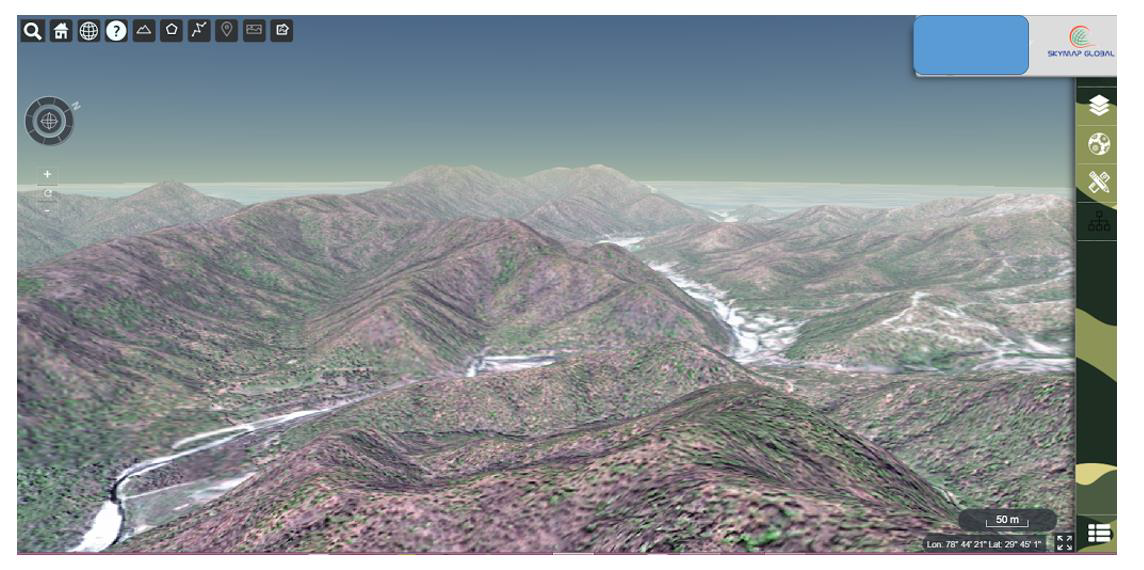 ?
SKYMAP GLOBAL
N
50 m
Lon: 78° 44' 21" Lat: 29° 45' 1"